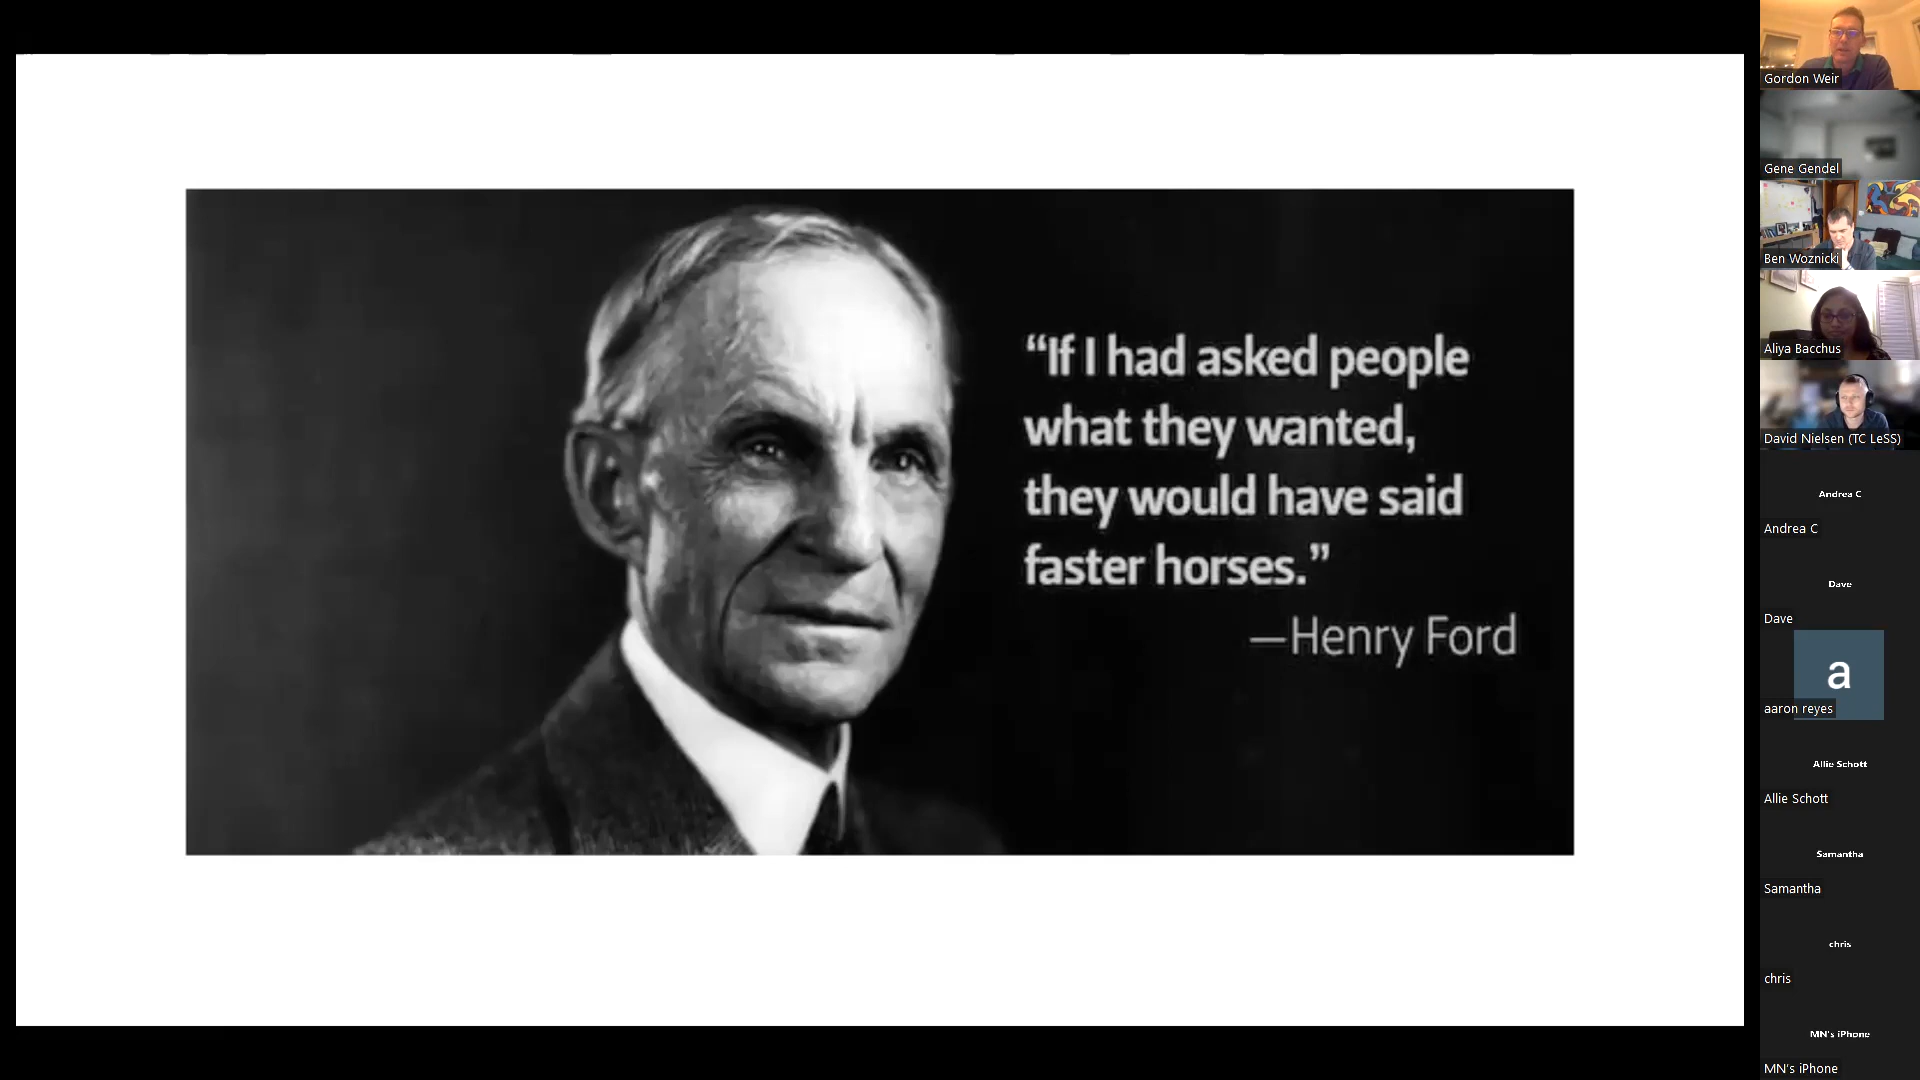 “If I had asked people
what they wanted,
they would have said
faster horses.”
—Henry Ford
Gordon Weir
Gene Gendel
Ben Woznicki
Aliya Bacchus
David Nielsen (TC LeSS)
Andrea C
Andrea C
Dave
Dave
a
aaron reyes
Allie Schott
Allie Schott
Samantha
Samantha
chris
chris
MN's iPhone
MN's iPhone